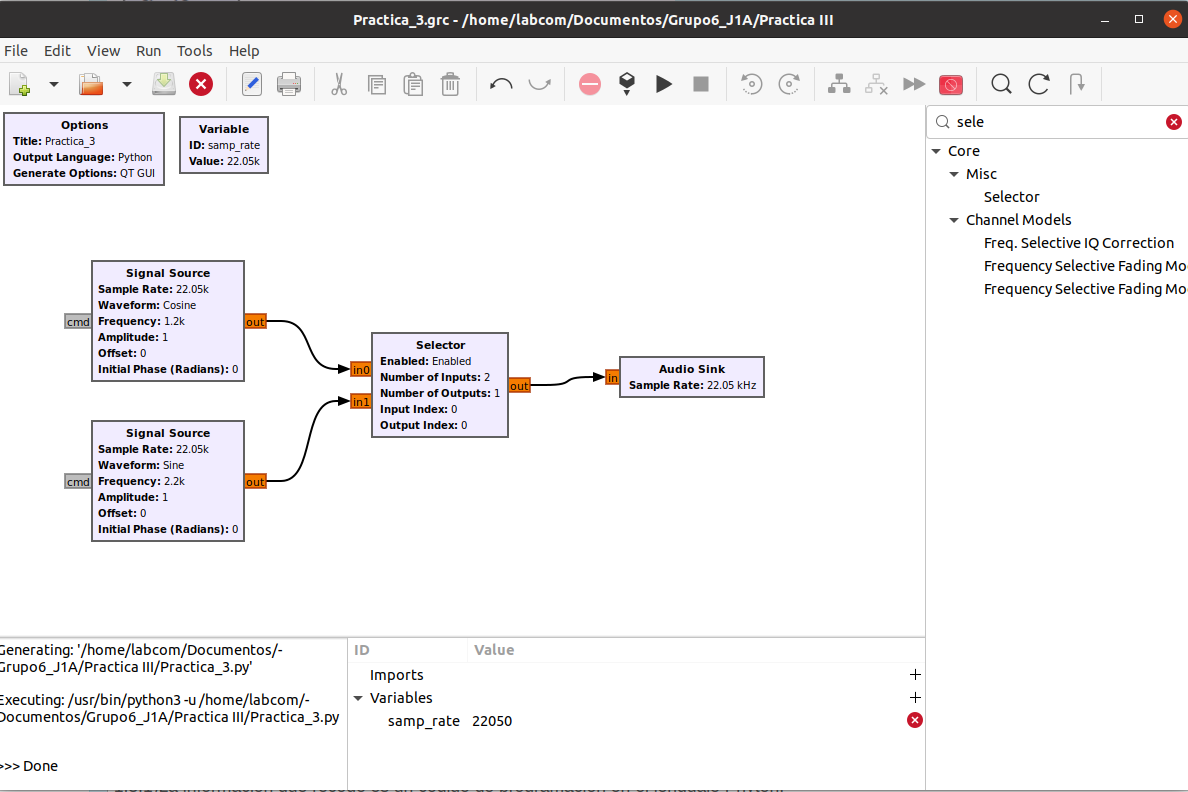 Practica_3.grc - /home/labcom/Documentos/Grupo6_J1A/Practica III
File Edit View Run Tools Help
Options
Title: Practica_3
Output Language: Python
Generate Options: QT GUI
Variable
ID: samp_rate
Value: 22.05k
Signal Source
Sample Rate: 22.05k
Waveform: Cosine
Frequency: 1.2k
Amplitude: 1
Offset: 0
Initial Phase (Radians): 0
cmd
out
Signal Source
Sample Rate: 22.05k
Waveform: Sine
Frequency: 2.2k
Amplitude: 1
Offset: 0
Initial Phase (Radians): 0
cmd
out
in0
in1
Selector
Enabled: Enabled
Number of Inputs: 2
Number of Outputs: 1
Input Index: 0
Output Index: 0
out
in
Audio Sink
Sample Rate: 22.05 kHz
sele
Core
Misc
Selector
Channel Models
Freq. Selective IQ Correction
Frequency Selective Fading Mo
Frequency Selective Fading Mo
Generating: '/home/labcom/Documentos/-
Grupo6_J1A/Practica III/Practica_3.py'
Executing: /usr/bin/python3 -u /home/labcom/-
Documentos/Grupo6_J1A/Practica III/Practica_3.py
>>> Done
ID Value
Imports
Variables
samp_rate 22050